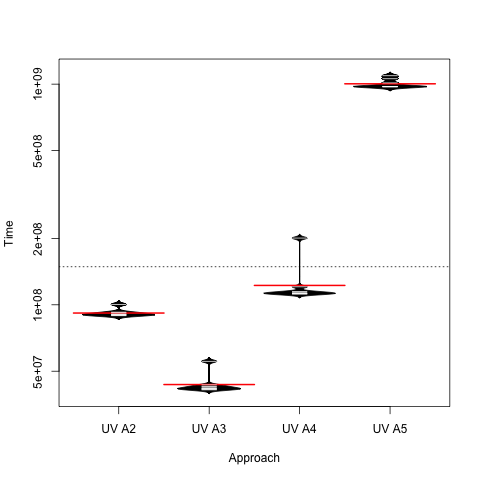 1e+09
5e+08
2e+08
1e+08
5e+07
Time
UV A2 UV A3 UV A4 UV A5
Approach